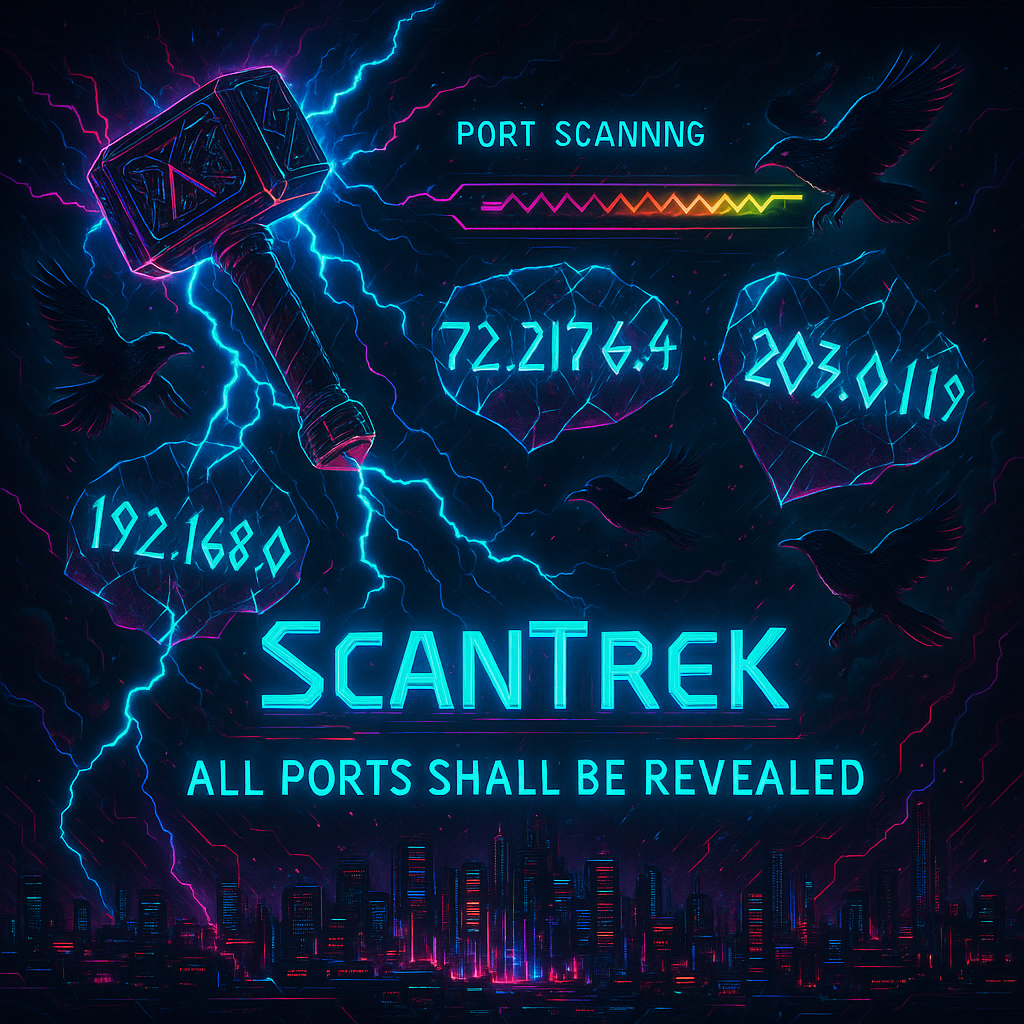 PORT SCANNNG
72.2176.4
203.0119
192.168.0
SCANTREK
ALL PORTS SHALL BE REVEALED